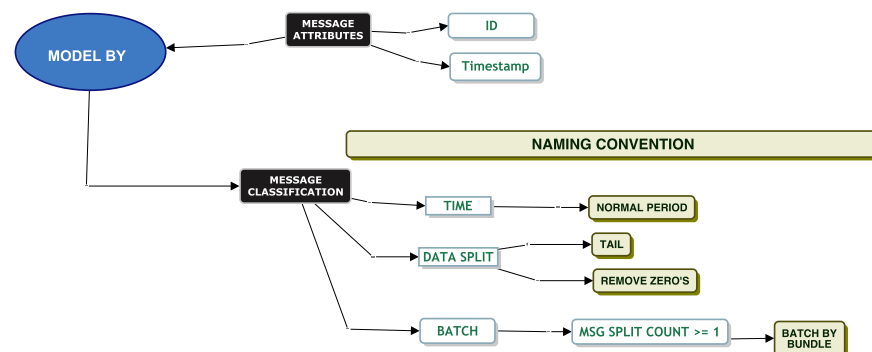 MESSAGE
ATTRIBUTES
ID
MODEL BY
Timestamp
NAMING CONVENTION
MESSAGE
CLASSIFICATION
TIME
NORMAL PERIOD
DATA SPLIT
TAIL
REMOVE ZERO'S
BATCH
MSG SPLIT COUNT >= 1
BATCH BY
BUNDLE